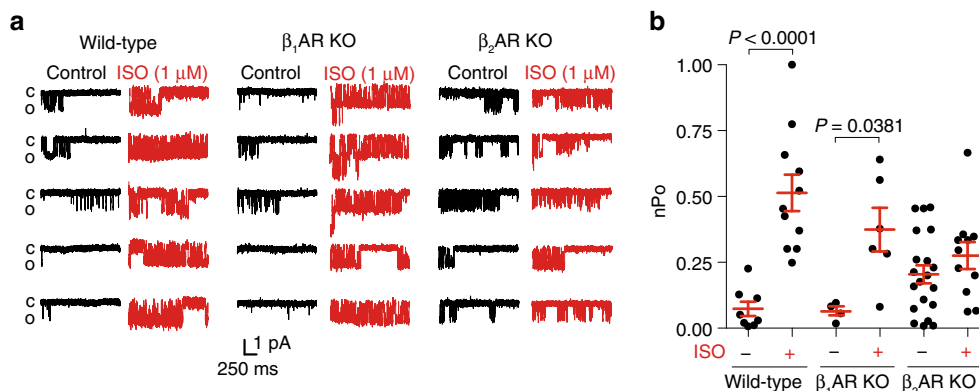 a
Wild-type
β₁AR KO
β₂AR KO
Control
ISO (1 μM)
Control
ISO (1 μM)
Control
ISO (1 μM)
C
O
C
O
C
O
C
O
C
O
1 pA
250 ms
b
P < 0.0001
P = 0.0381
nPo
1.00
0.75
0.50
0.25
0.00
ISO – + – + – +
Wild-type β₁AR KO β₂AR KO